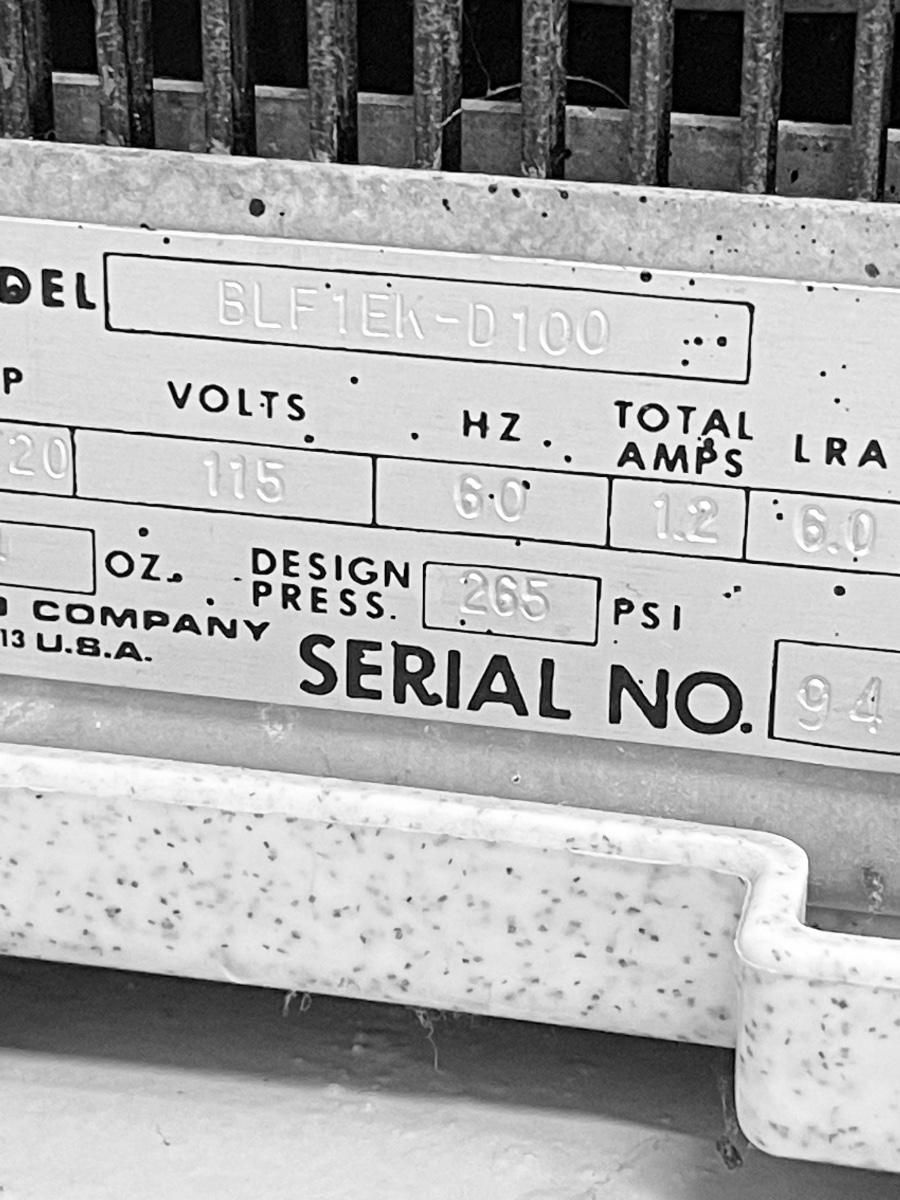 DEL BLF1EK-D100
P VOLTS HZ TOTAL AMPS LRA
20 115 60 1.2 6.0
OZ. DESIGN PRESS. 265 PSI
COMPANY
13 U.S.A.
SERIAL NO. 94